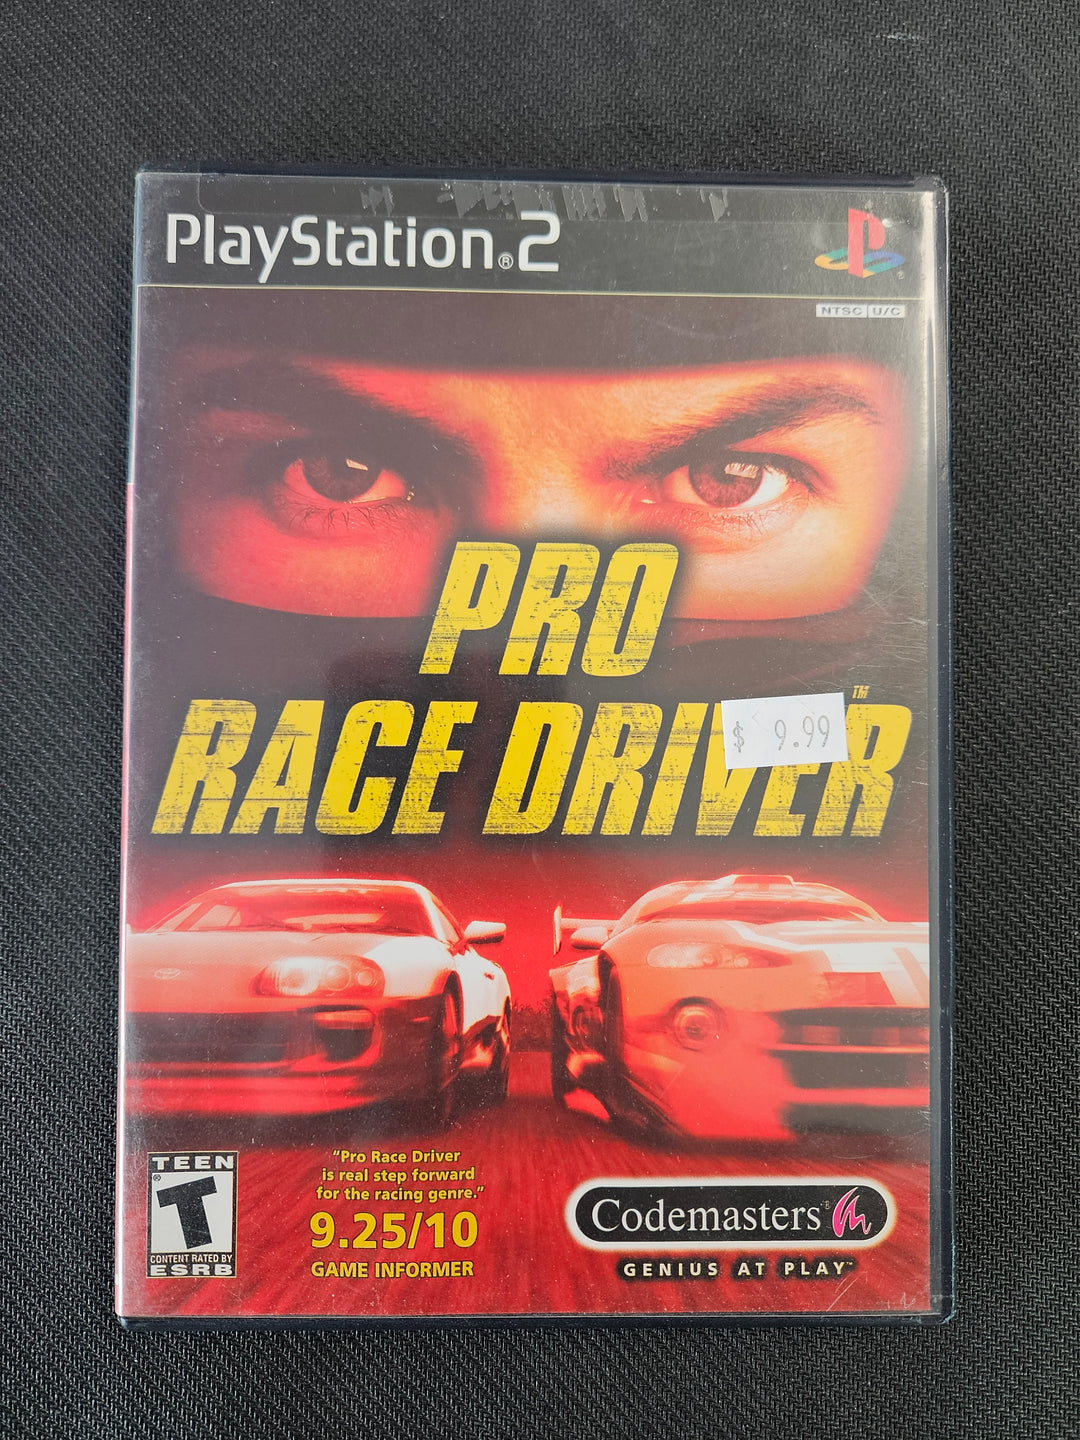 PlayStation®2
NTSC U/C
PRO
RACE DRIVER™
$ 9.99
TEEN
T
CONTENT RATED BY
ESRB
"Pro Race Driver
is real step forward
for the racing genre."
9.25/10
GAME INFORMER
Codemasters®
GENIUS AT PLAY™